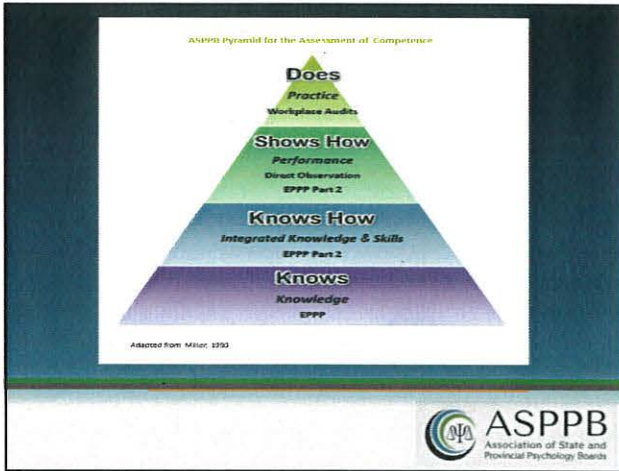 ASPPB Pyramid for the Assessment of Competence
Does
Practice
Workplace Audits
Shows How
Performance
Direct Observation
EPPP Part 2
Knows How
Integrated Knowledge & Skills
EPPP Part 2
Knows
Knowledge
EPPP
Adapted from Miller, 1990
ASPPB
Association of State and
Provincial Psychology Boards